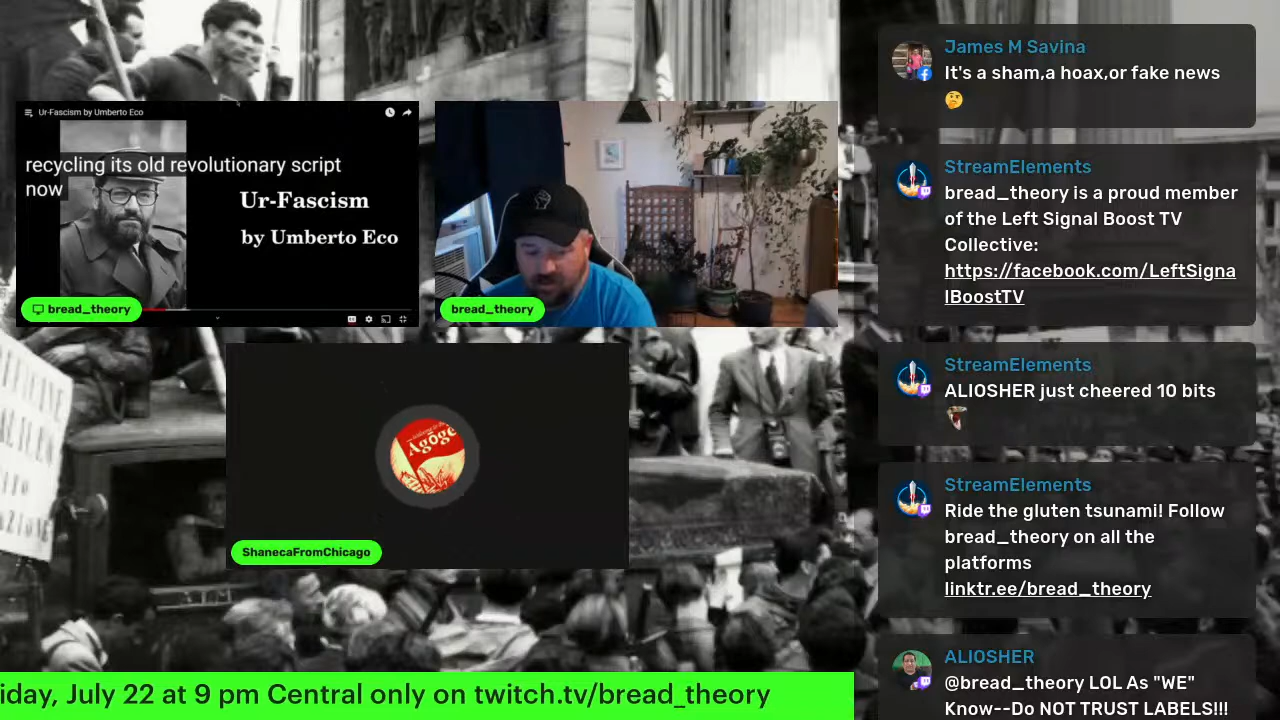 Ur-Fascism by Umberto Eco
recycling its old revolutionary script
now
Ur-Fascism
by Umberto Eco
bread_theory
bread_theory
Agōge
ShanecaFromChicago
iday, July 22 at 9 pm Central only on twitch.tv/bread_theory
James M Savina
It's a sham,a hoax,or fake news
🤔
StreamElements
bread_theory is a proud member
of the Left Signal Boost TV
Collective:
https://facebook.com/LeftSigna
lBoostTV
StreamElements
ALIOSHER just cheered 10 bits
StreamElements
Ride the gluten tsunami! Follow
bread_theory on all the
platforms
linktr.ee/bread_theory
ALIOSHER
@bread_theory LOL As "WE"
Know--Do NOT TRUST LABELS!!!